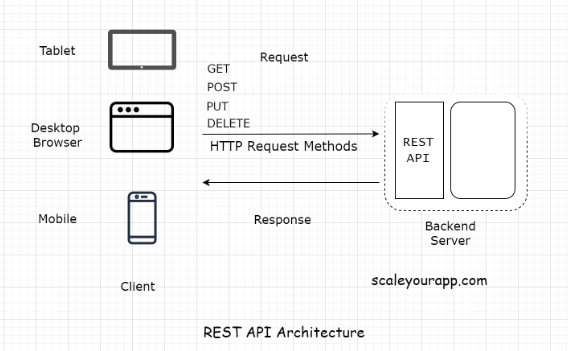 Tablet
Request
GET
POST
PUT
DELETE
Desktop
Browser
HTTP Request Methods
REST
API
Mobile
Response
Backend
Server
Client
scaleyourapp.com
REST API Architecture